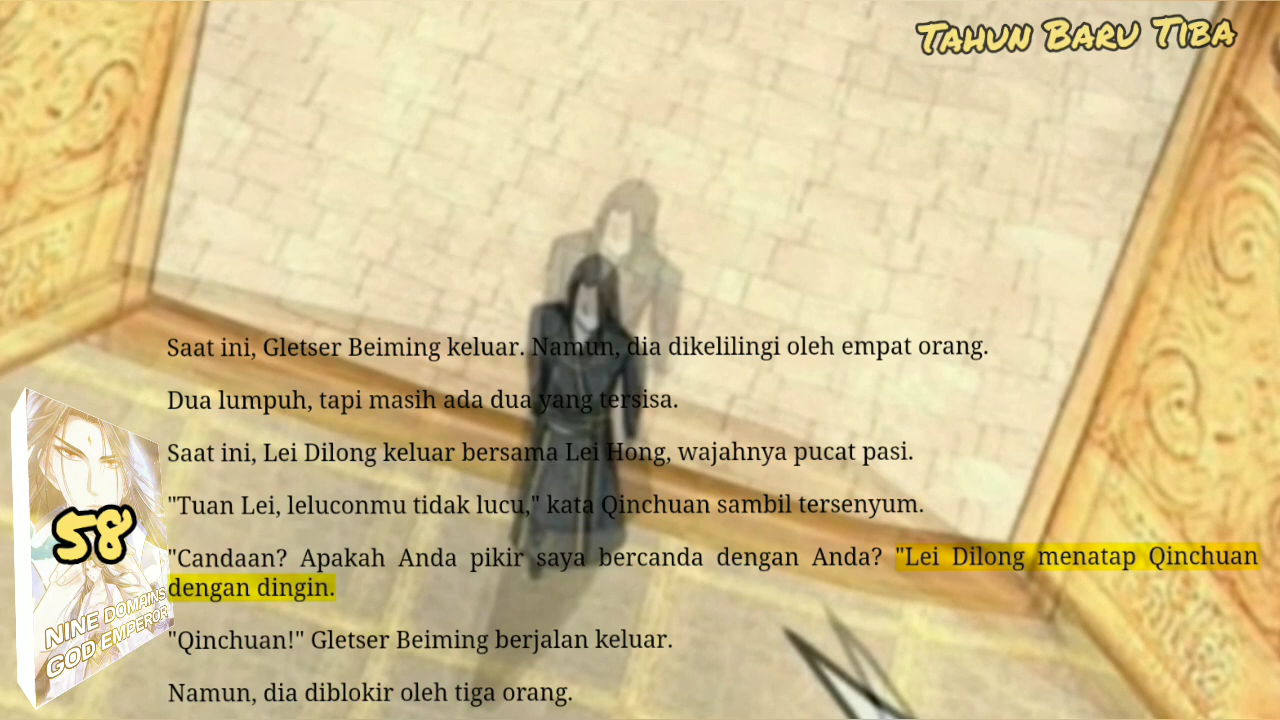 Tahun Baru Tiba
Saat ini, Gletser Beiming keluar. Namun, dia dikelilingi oleh empat orang.
Dua lumpuh, tapi masih ada dua yang tersisa.
Saat ini, Lei Dilong keluar bersama Lei Hong, wajahnya pucat pasi.
"Tuan Lei, leluconmu tidak lucu," kata Qinchuan sambil tersenyum.
"Candaan? Apakah Anda pikir saya bercanda dengan Anda? "Lei Dilong menatap Qinchuan
dengan dingin.
"Qinchuan!" Gletser Beiming berjalan keluar.
Namun, dia diblokir oleh tiga orang.
58
NINE DOMAINS
GOD EMPEROR